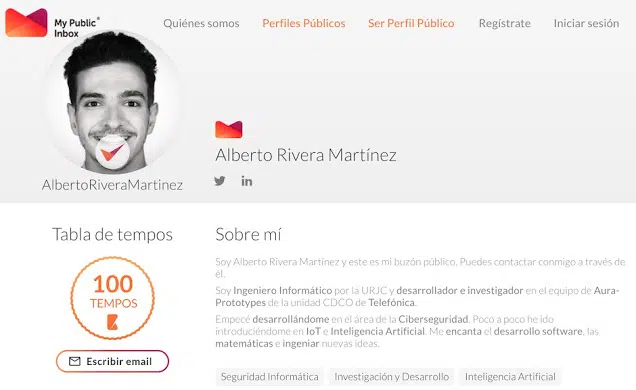 My Public Inbox®
Quiénes somos
Perfiles Públicos
Ser Perfil Público
Regístrate
Iniciar sesión
Alberto Rivera Martínez
AlbertoRiveraMartinez
Tabla de tempos
100
TEMPOS
Escribir email
Sobre mí
Soy Alberto Rivera Martínez y este es mi buzón público. Puedes contactar conmigo a través de
él.
Soy Ingeniero Informático por la URJC y desarrollador e investigador en el equipo de Aura-
Prototypes de la unidad CDCO de Telefónica.
Empecé desarrollándome en el área de la Ciberseguridad. Poco a poco he ido
introduciéndome en IoT e Inteligencia Artificial. Me encanta el desarrollo software, las
matemáticas e ingeniar nuevas ideas.
Seguridad Informática
Investigación y Desarrollo
Inteligencia Artificial